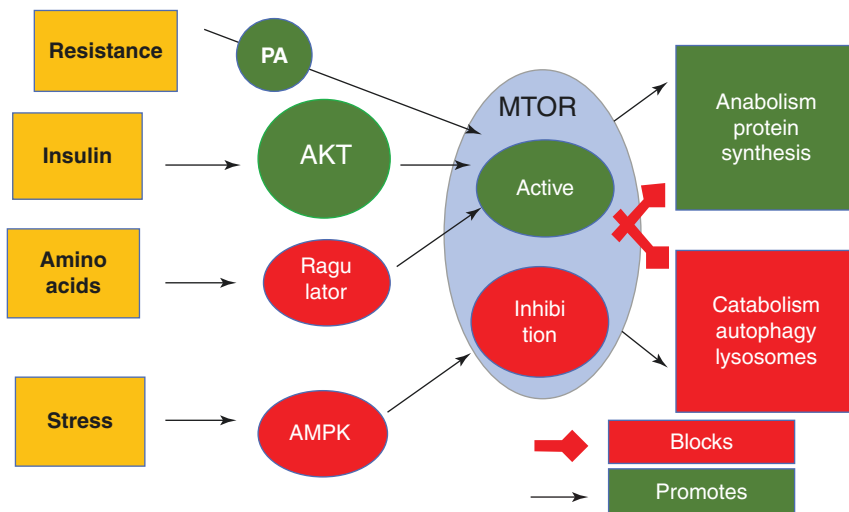 Resistance
PA
MTOR
Anabolism
protein
synthesis
Insulin
AKT
Active
Amino
acids
Ragu
lator
Inhibi
tion
Catabolism
autophagy
lysosomes
Stress
AMPK
Blocks
Promotes